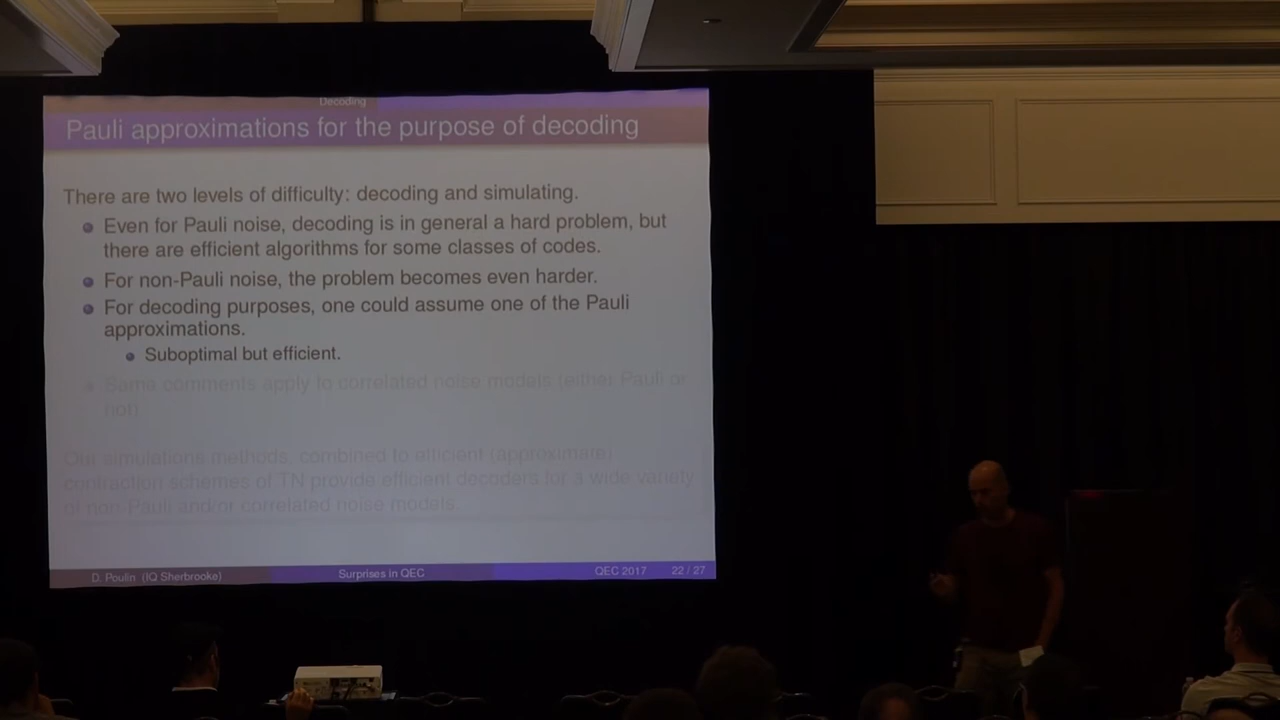 Decoding
Pauli approximations for the purpose of decoding
There are two levels of difficulty: decoding and simulating.
Even for Pauli noise, decoding is in general a hard problem, but
there are efficient algorithms for some classes of codes.
For non-Pauli noise, the problem becomes even harder.
For decoding purposes, one could assume one of the Pauli
approximations.
Suboptimal but efficient.
Same comments apply to correlated noise models (either Pauli or
non)
Our simulations methods, combined to efficient (approximate)
contraction schemes of TN provide efficient decoders for a wide variety
of non-Pauli and/or correlated noise models.
D. Poulin (IQ Sherbrooke)
Surprises in QEC
QEC 2017
22 / 27